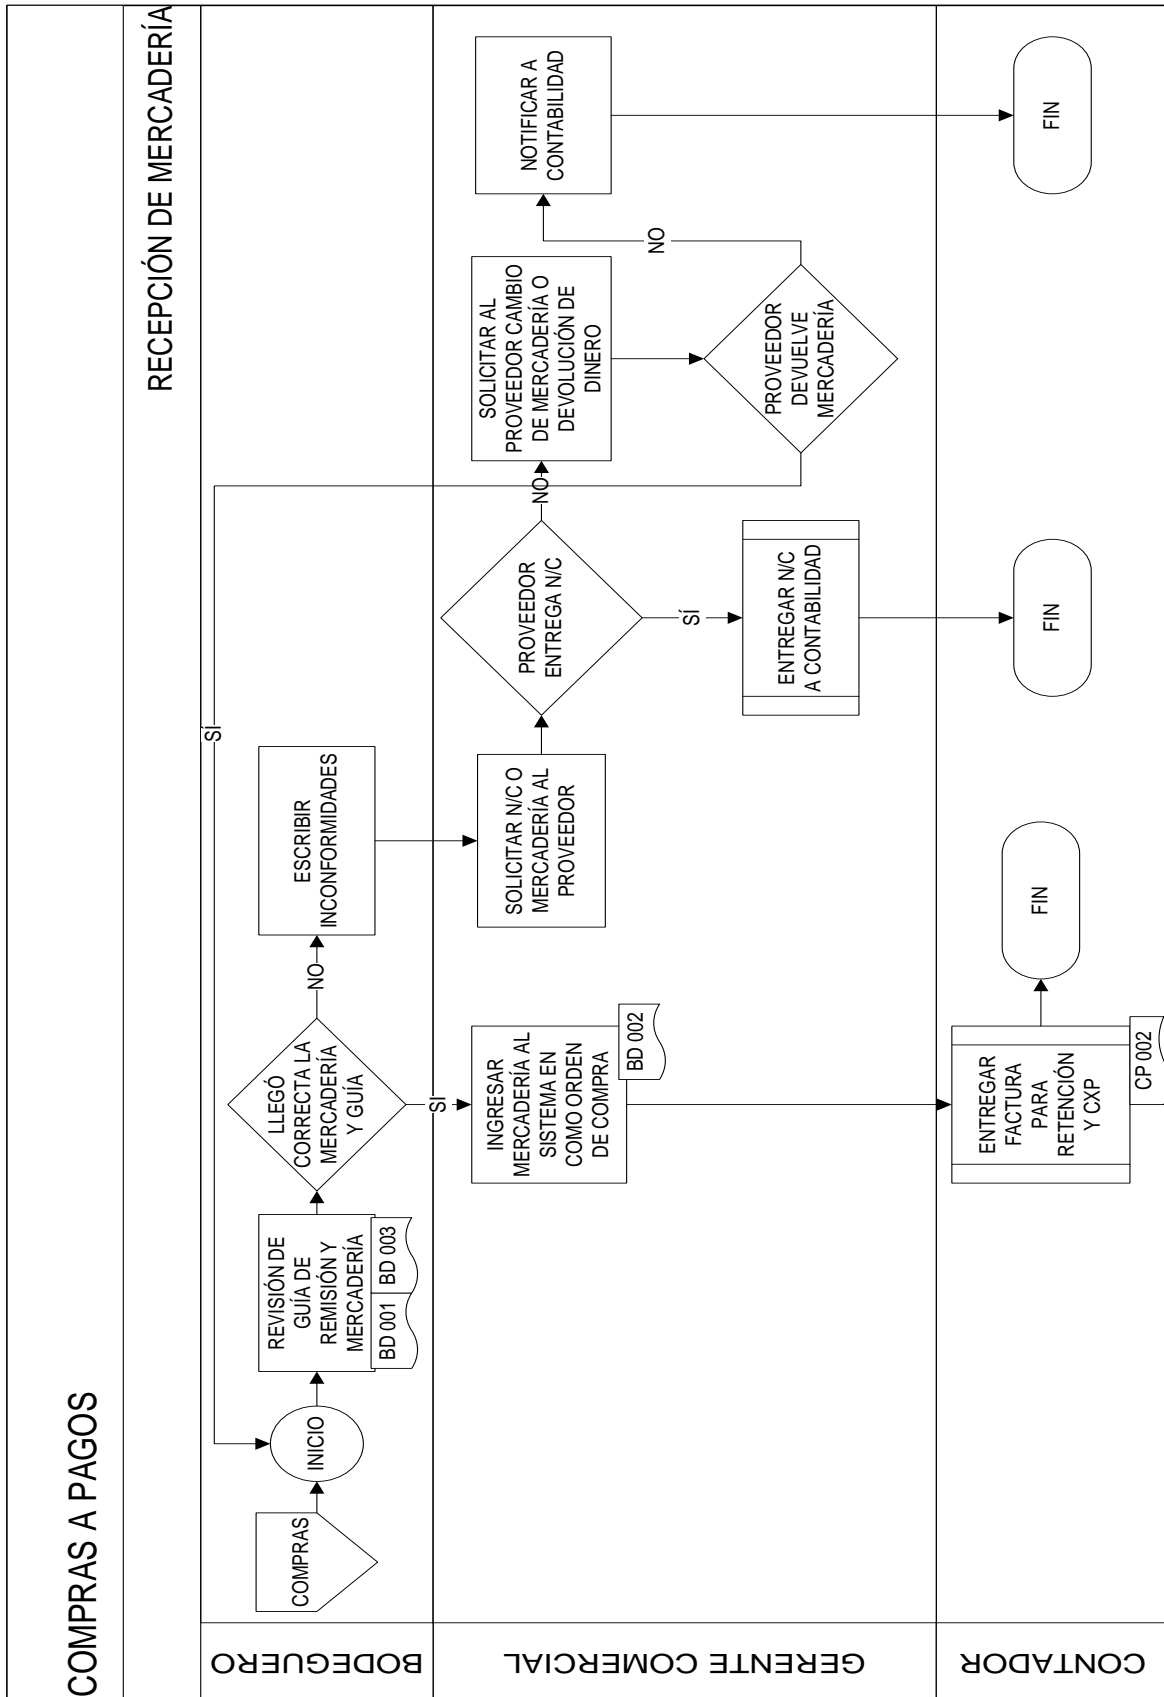 COMPRAS A PAGOS
RECEPCIÓN DE MERCADERÍA
BODEGUERO
COMPRAS
INICIO
REVISIÓN DE
GUÍA DE
REMISIÓN Y
MERCADERÍA
BD 001
BD 003
LLEGÓ
CORRECTA LA
MERCADERÍA
Y GUÍA
NO
ESCRIBIR
INCONFORMIDADES
SÍ
SÍ
GERENTE COMERCIAL
INGRESAR
MERCADERÍA AL
SISTEMA EN
COMO ORDEN
DE COMPRA
BD 002
SOLICITAR N/C O
MERCADERÍA AL
PROVEEDOR
PROVEEDOR
ENTREGA N/C
NO
SÍ
ENTREGAR N/C
A CONTABILIDAD
SOLICITAR AL
PROVEEDOR CAMBIO
DE MERCADERÍA O
DEVOLUCIÓN DE
DINERO
PROVEEDOR
DEVUELVE
MERCADERÍA
NO
NOTIFICAR A
CONTABILIDAD
CONTADOR
ENTREGAR
FACTURA
PARA
RETENCIÓN
Y CXP
CP 002
FIN
FIN
FIN